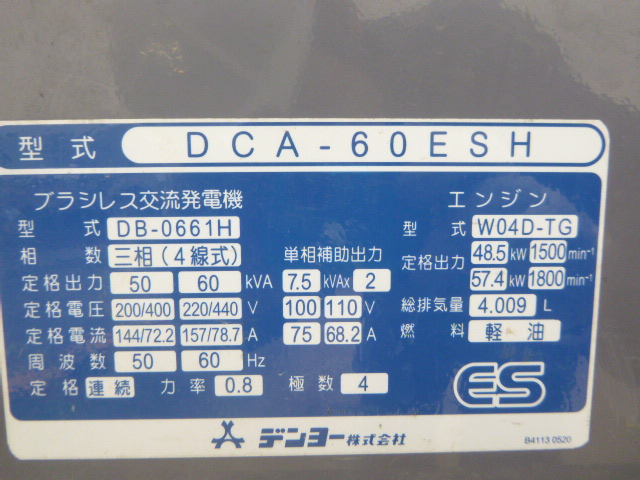 型式 DCA-60ESH
ブラシレス交流発電機
型式 DB-0661H
相数 三相(4線式) 単相補助出力
定格出力 50 60 kVA 7.5 kVAx 2
定格電圧 200/400 220/440 V 100 110 V
定格電流 144/72.2 157/78.7 A 75 68.2 A
周波数 50 60 Hz
定格 連続 力率 0.8 極数 4
エンジン
型式 W04D-TG
定格出力 48.5 kW 1500 min⁻¹
57.4 kW 1800 min⁻¹
総排気量 4.009 L
燃料 軽油
ES
デンヨー株式会社
B4113 0520